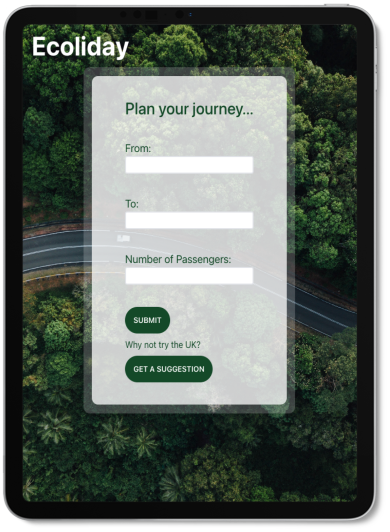 Ecoliday
Plan your journey...
From:
To:
Number of Passengers:
SUBMIT
Why not try the UK?
GET A SUGGESTION